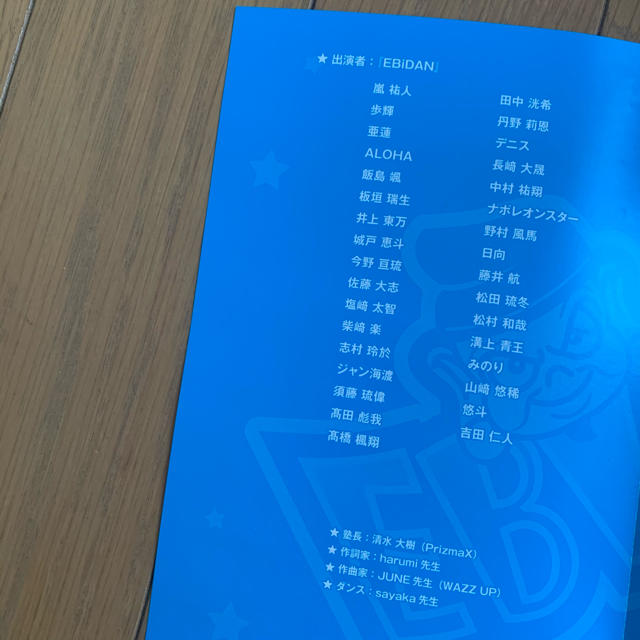 ★ 出演者：『EBiDAN』
嵐 祐人
歩輝
亜蓮
ALOHA
飯島 颯
板垣 瑞生
井上 東万
城戸 恵斗
今野 亘琉
佐藤 大志
塩﨑 太智
柴﨑 楽
志村 玲於
ジャン海渡
須藤 琉偉
髙田 彪我
髙橋 楓翔
田中 洸希
丹野 莉恩
デニス
長﨑 大晟
中村 祐翔
ナポレオンスター
野村 風馬
日向
藤井 航
松田 琉冬
松村 和哉
溝上 青王
みのり
山﨑 悠稀
悠斗
吉田 仁人
★ 塾長：清水 大樹（PrizmaX）
★ 作詞家：harumi 先生
★ 作曲家：JUNE 先生（WAZZ UP）
★ ダンス：sayaka 先生
EB